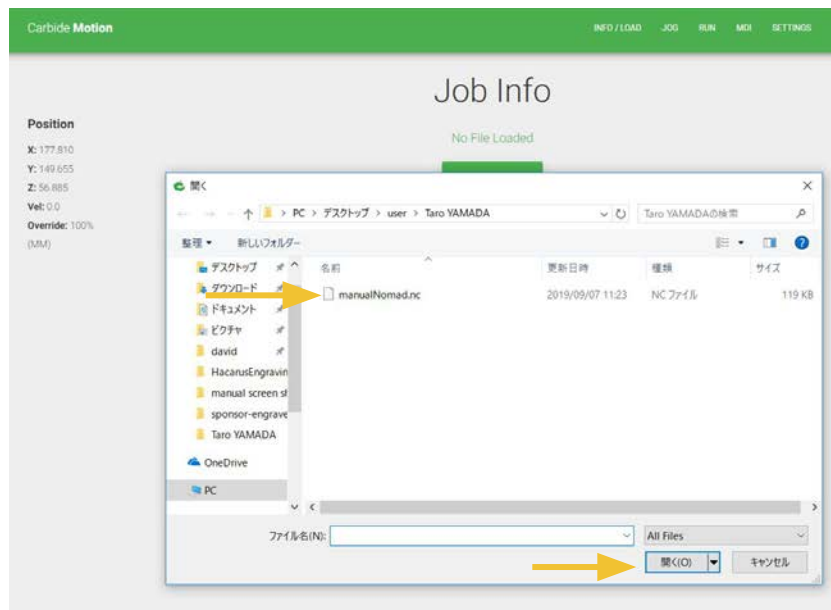 Carbide Motion
INFO / LOAD JOG RUN MDI SETTINGS
Job Info
No File Loaded
Position
X: 177.810
Y: 149.655
Z: 56.885
Vel: 0.0
Override: 100%
(MM)
開く
PC > デスクトップ > user > Taro YAMADA
Taro YAMADAの検索
整理 新しいフォルダー
名前 更新日時 種類 サイズ
デスクトップ
ダウンロード
ドキュメント
ピクチャ
david
HacarusEngravin
manual screen sh
sponsor-engrave
Taro YAMADA
OneDrive
PC
manualNomad.nc 2019/09/07 11:23 NC ファイル 119 KB
ファイル名(N):
All Files
開く(O) キャンセル